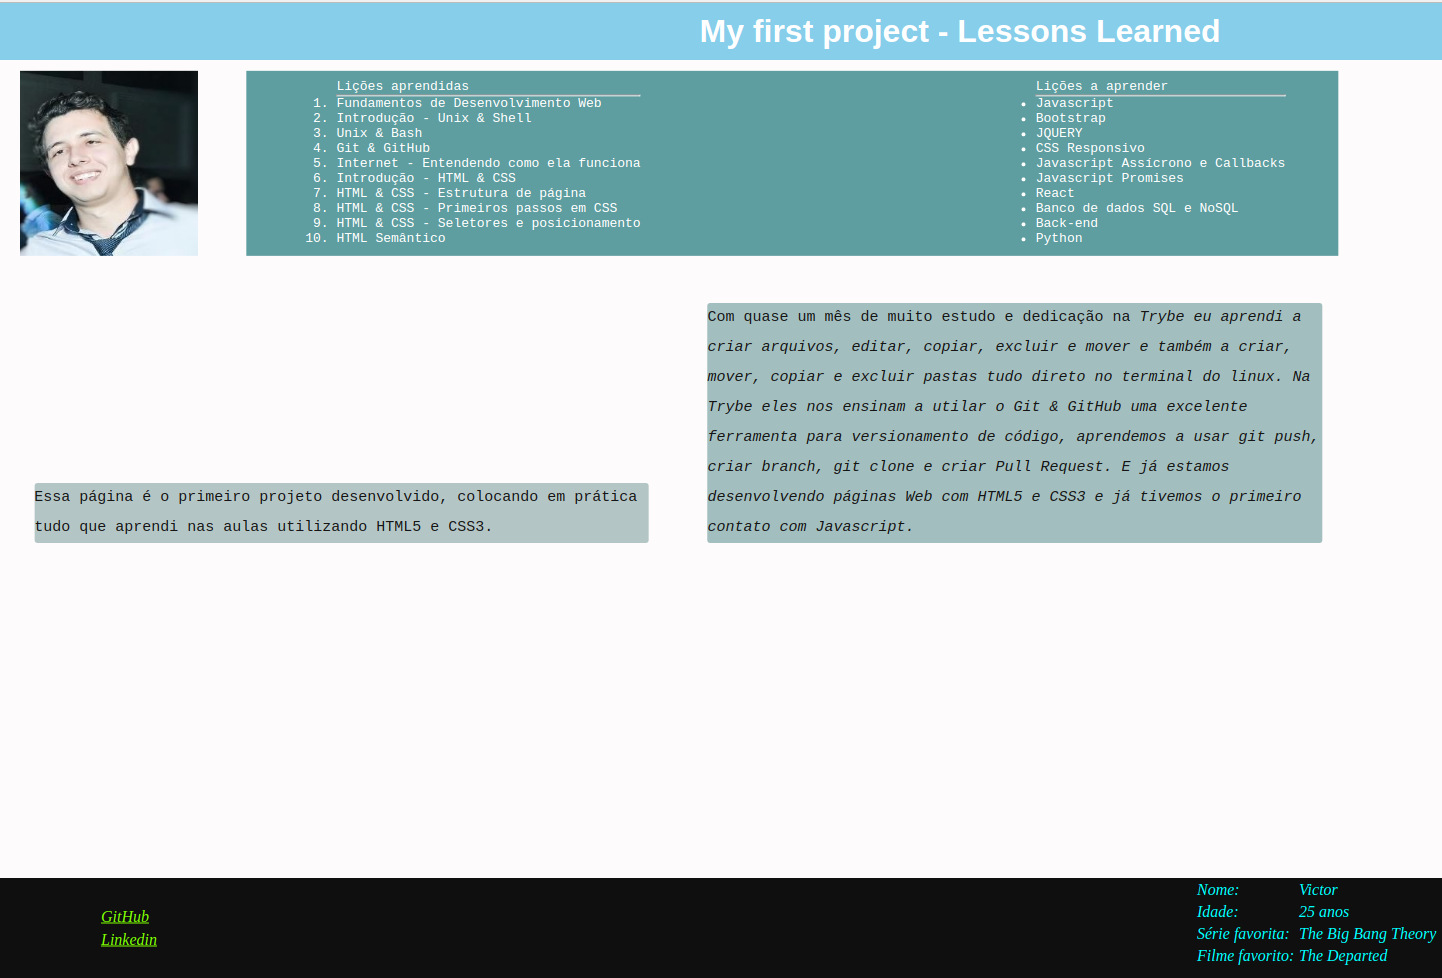 My first project - Lessons Learned
Lições aprendidas
1. Fundamentos de Desenvolvimento Web
2. Introdução - Unix & Shell
3. Unix & Bash
4. Git & GitHub
5. Internet - Entendendo como ela funciona
6. Introdução - HTML & CSS
7. HTML & CSS - Estrutura de página
8. HTML & CSS - Primeiros passos em CSS
9. HTML & CSS - Seletores e posicionamento
10. HTML Semântico
Lições a aprender
• Javascript
• Bootstrap
• JQUERY
• CSS Responsivo
• Javascript Assicrono e Callbacks
• Javascript Promises
• React
• Banco de dados SQL e NoSQL
• Back-end
• Python
Essa página é o primeiro projeto desenvolvido, colocando em prática
tudo que aprendi nas aulas utilizando HTML5 e CSS3.
Com quase um mês de muito estudo e dedicação na Trybe eu aprendi a
criar arquivos, editar, copiar, excluir e mover e também a criar,
mover, copiar e excluir pastas tudo direto no terminal do linux. Na
Trybe eles nos ensinam a utilar o Git & GitHub uma excelente
ferramenta para versionamento de código, aprendemos a usar git push,
criar branch, git clone e criar Pull Request. E já estamos
desenvolvendo páginas Web com HTML5 e CSS3 e já tivemos o primeiro
contato com Javascript.
GitHub
Linkedin
Nome: Victor
Idade: 25 anos
Série favorita: The Big Bang Theory
Filme favorito: The Departed